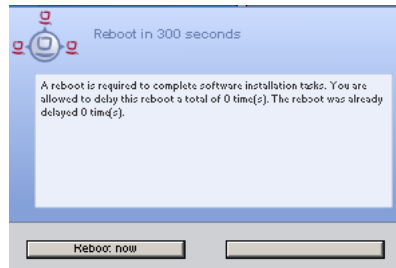 Reboot in 300 seconds
A reboot is required to complete software installation tasks. You are
allowed to delay this reboot a total of 0 time(s). The reboot was already
delayed 0 time(s).
Reboot now